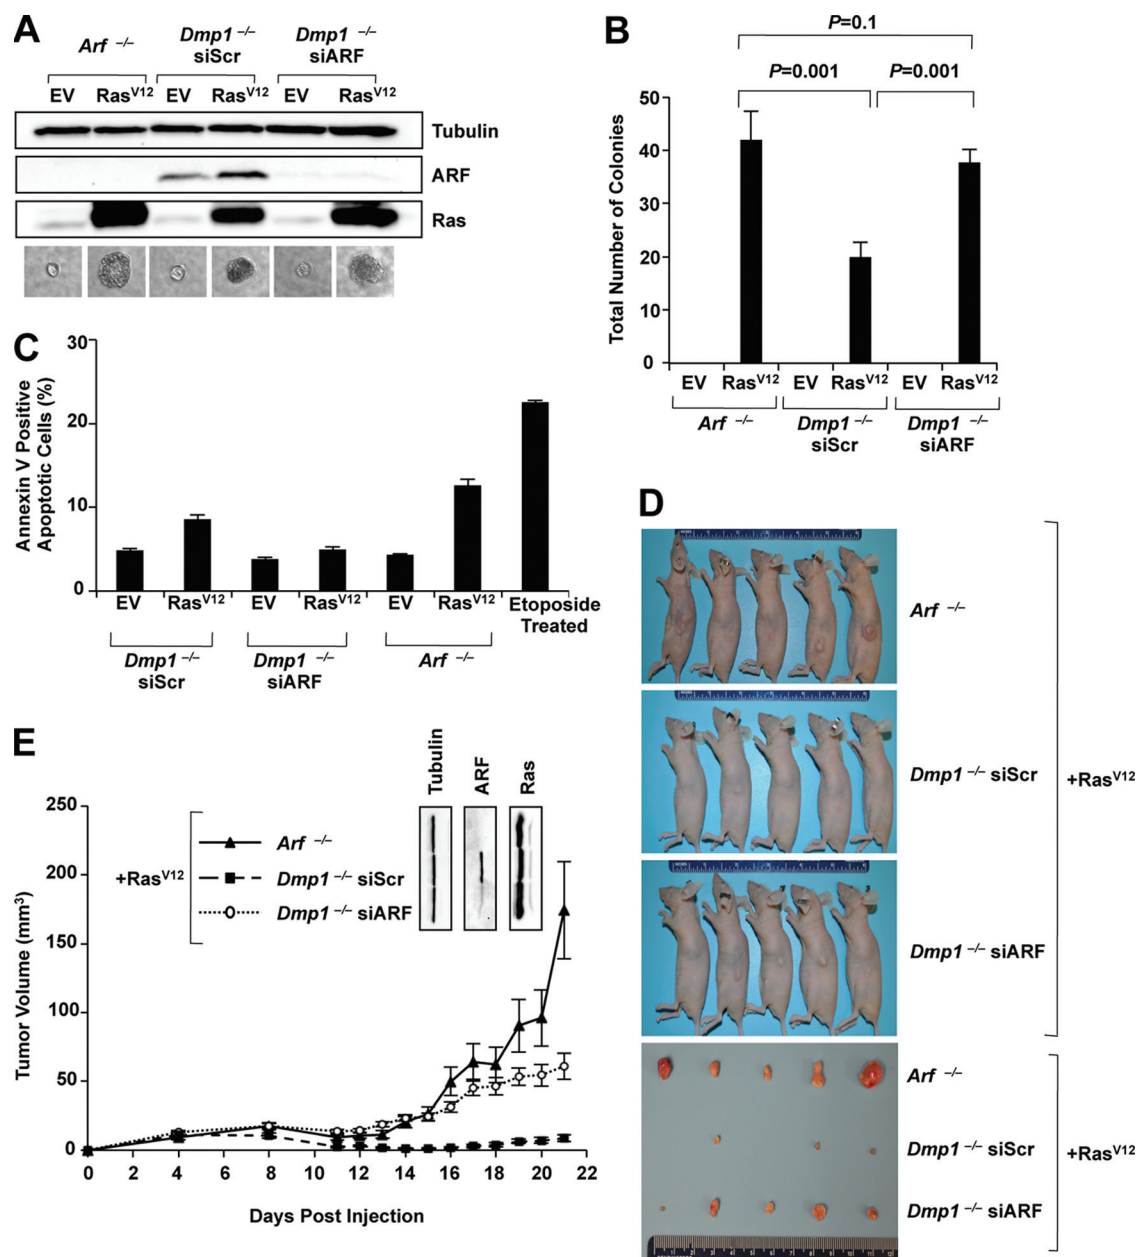 A
Arf –/–
Dmp1 –/–
siScr
Dmp1 –/–
siARF
EV
RasV12
EV
RasV12
EV
RasV12
Tubulin
ARF
Ras
B
P=0.1
P=0.001
P=0.001
Total Number of Colonies
50
40
30
20
10
0
EV
RasV12
EV
RasV12
EV
RasV12
Arf –/–
Dmp1 –/–
siScr
Dmp1 –/–
siARF
C
Annexin V Positive
Apoptotic Cells (%)
30
20
10
0
EV
RasV12
EV
RasV12
EV
RasV12
Etoposide
Treated
Dmp1 –/–
siScr
Dmp1 –/–
siARF
Arf –/–
D
Arf –/–
Dmp1 –/– siScr
Dmp1 –/– siARF
+RasV12
Arf –/–
Dmp1 –/– siScr
Dmp1 –/– siARF
+RasV12
E
Tubulin
ARF
Ras
+RasV12
Arf –/–
Dmp1 –/– siScr
Dmp1 –/– siARF
Tumor Volume (mm3)
250
200
150
100
50
0
0 2 4 6 8 10 12 14 16 18 20 22
Days Post Injection